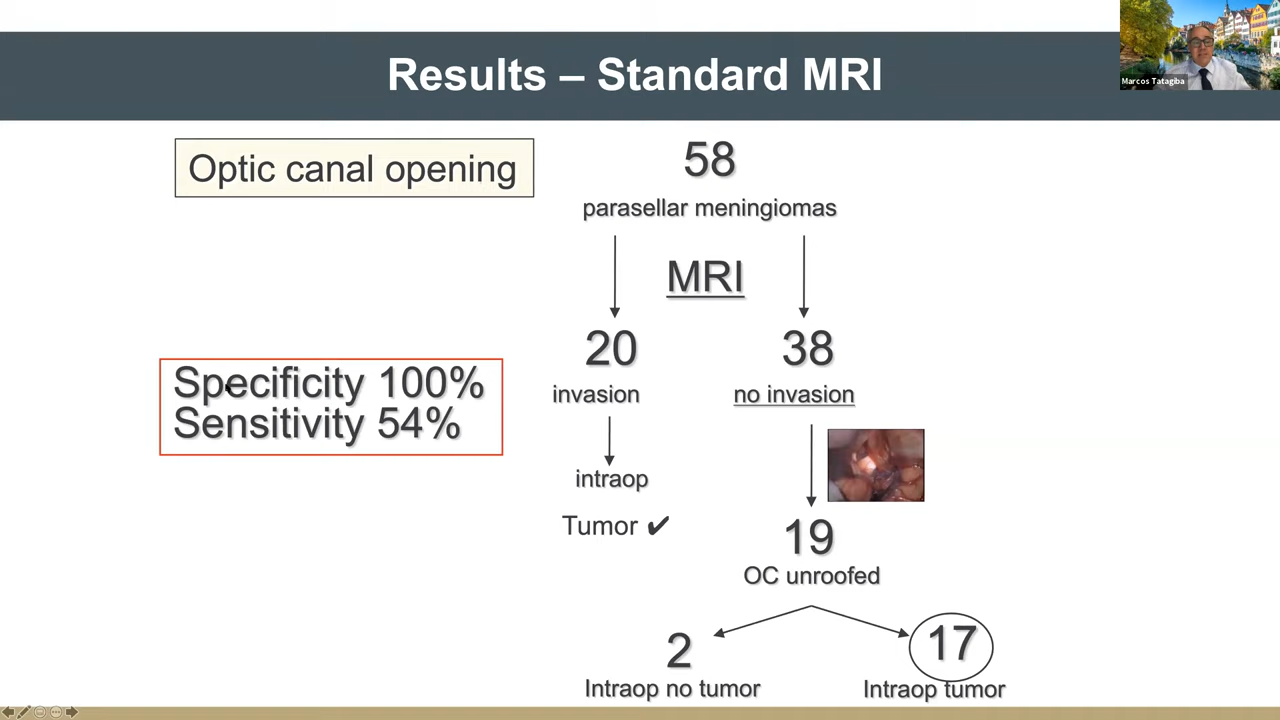 Results – Standard MRI
Marcos Tatagiba
Optic canal opening
58
parasellar meningiomas
MRI
20
38
invasion
no invasion
Specificity 100%
Sensitivity 54%
intraop
Tumor ✔
19
OC unroofed
2
17
Intraop no tumor
Intraop tumor